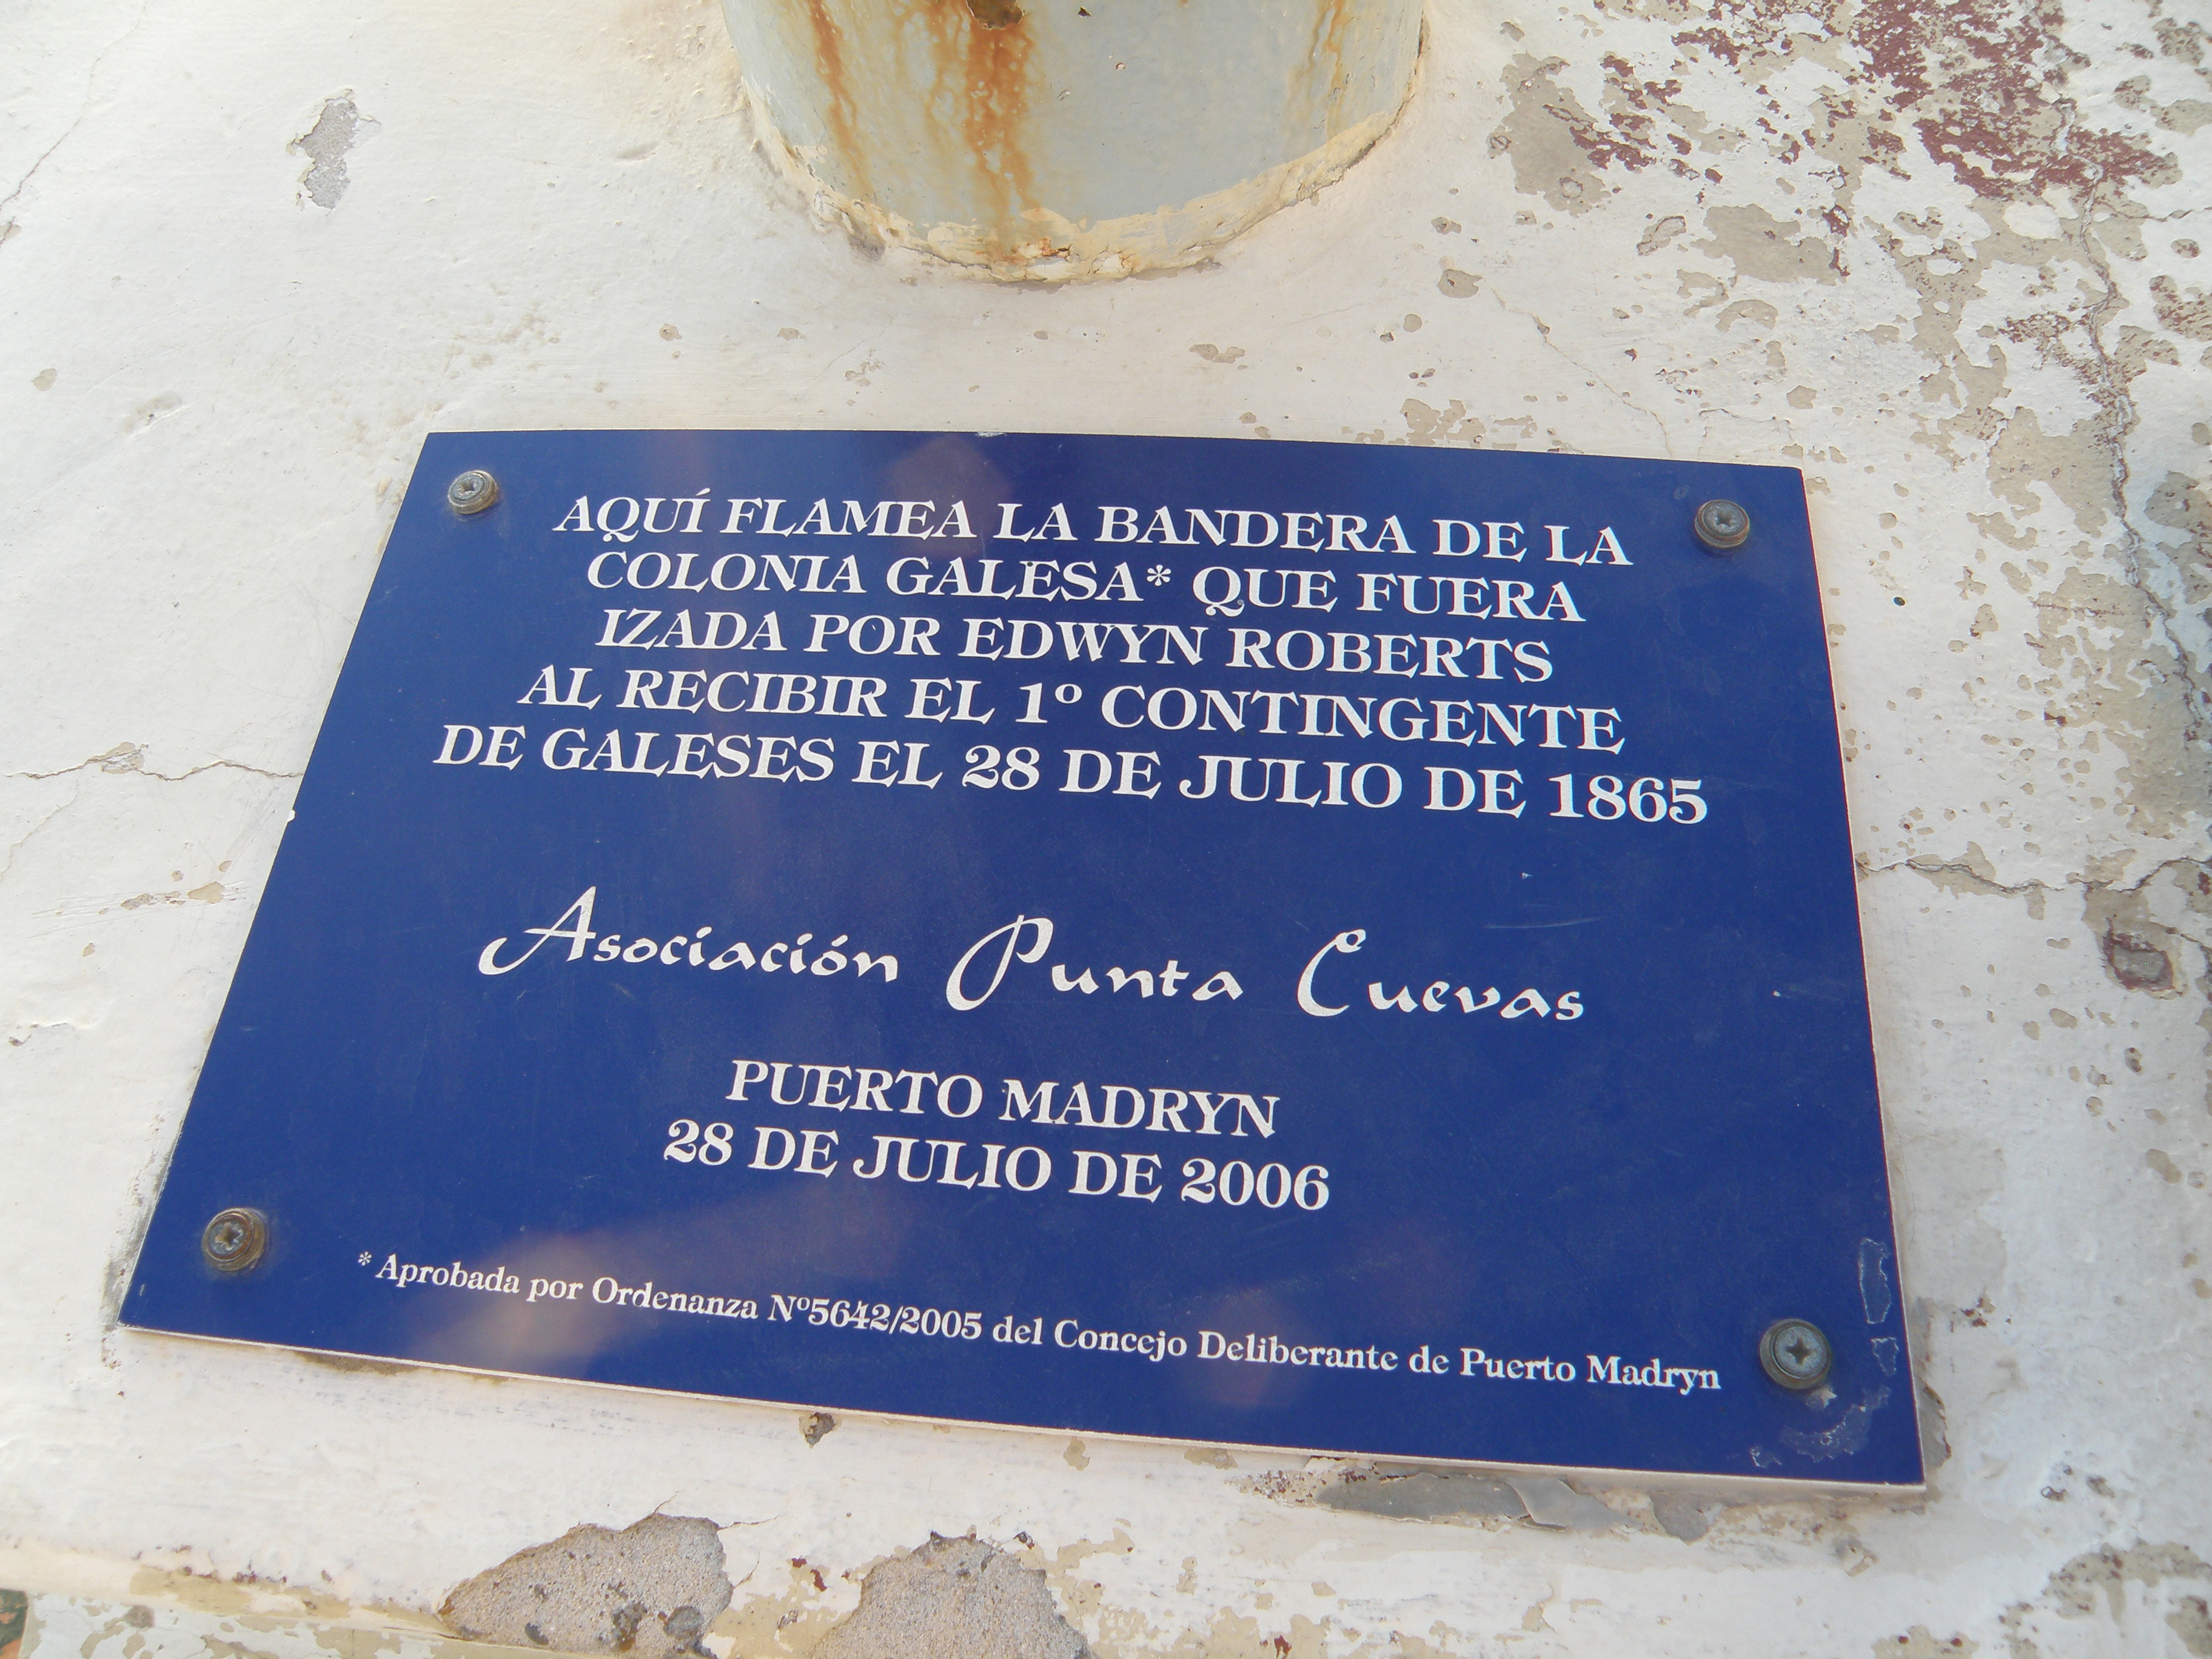 AQUÍ FLAMEA LA BANDERA DE LA
COLONIA GALESA* QUE FUERA
IZADA POR EDWYN ROBERTS
AL RECIBIR EL 1º CONTINGENTE
DE GALESES EL 28 DE JULIO DE 1865
Asociación Punta Cuevas
PUERTO MADRYN
28 DE JULIO DE 2006
* Aprobada por Ordenanza Nº5642/2005 del Concejo Deliberante de Puerto Madryn